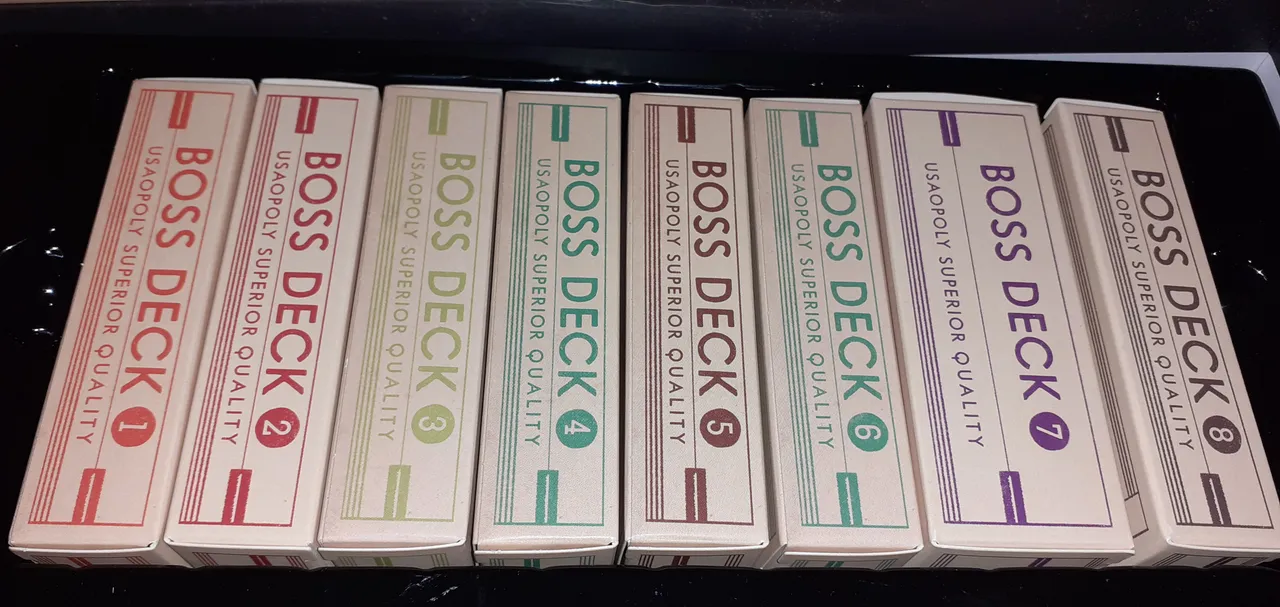 BOSS DECK 1
USAOPOLY SUPERIOR QUALITY
BOSS DECK 2
USAOPOLY SUPERIOR QUALITY
BOSS DECK 3
USAOPOLY SUPERIOR QUALITY
BOSS DECK 4
USAOPOLY SUPERIOR QUALITY
BOSS DECK 5
USAOPOLY SUPERIOR QUALITY
BOSS DECK 6
USAOPOLY SUPERIOR QUALITY
BOSS DECK 7
USAOPOLY SUPERIOR QUALITY
BOSS DECK 8
USAOPOLY SUPERIOR QUALITY